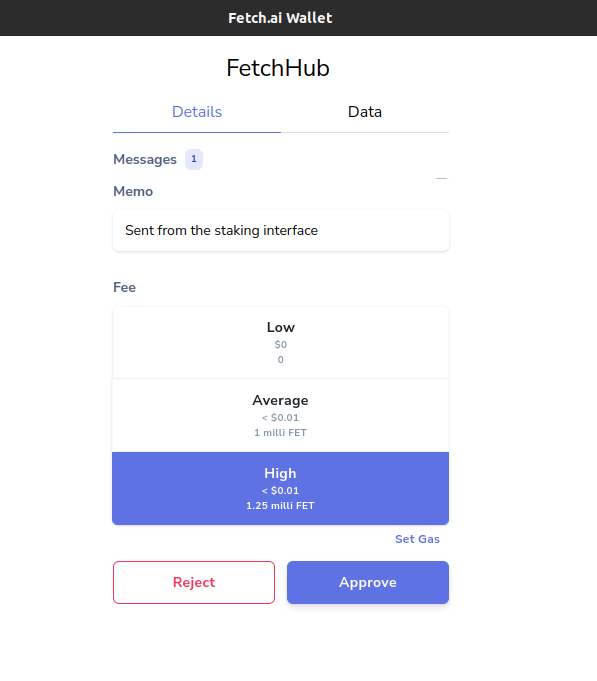 Fetch.ai Wallet
FetchHub
Details Data
Messages 1
Memo
Sent from the staking interface
Fee
Low
$0
0
Average
< $0.01
1 milli FET
High
< $0.01
1.25 milli FET
Set Gas
Reject Approve